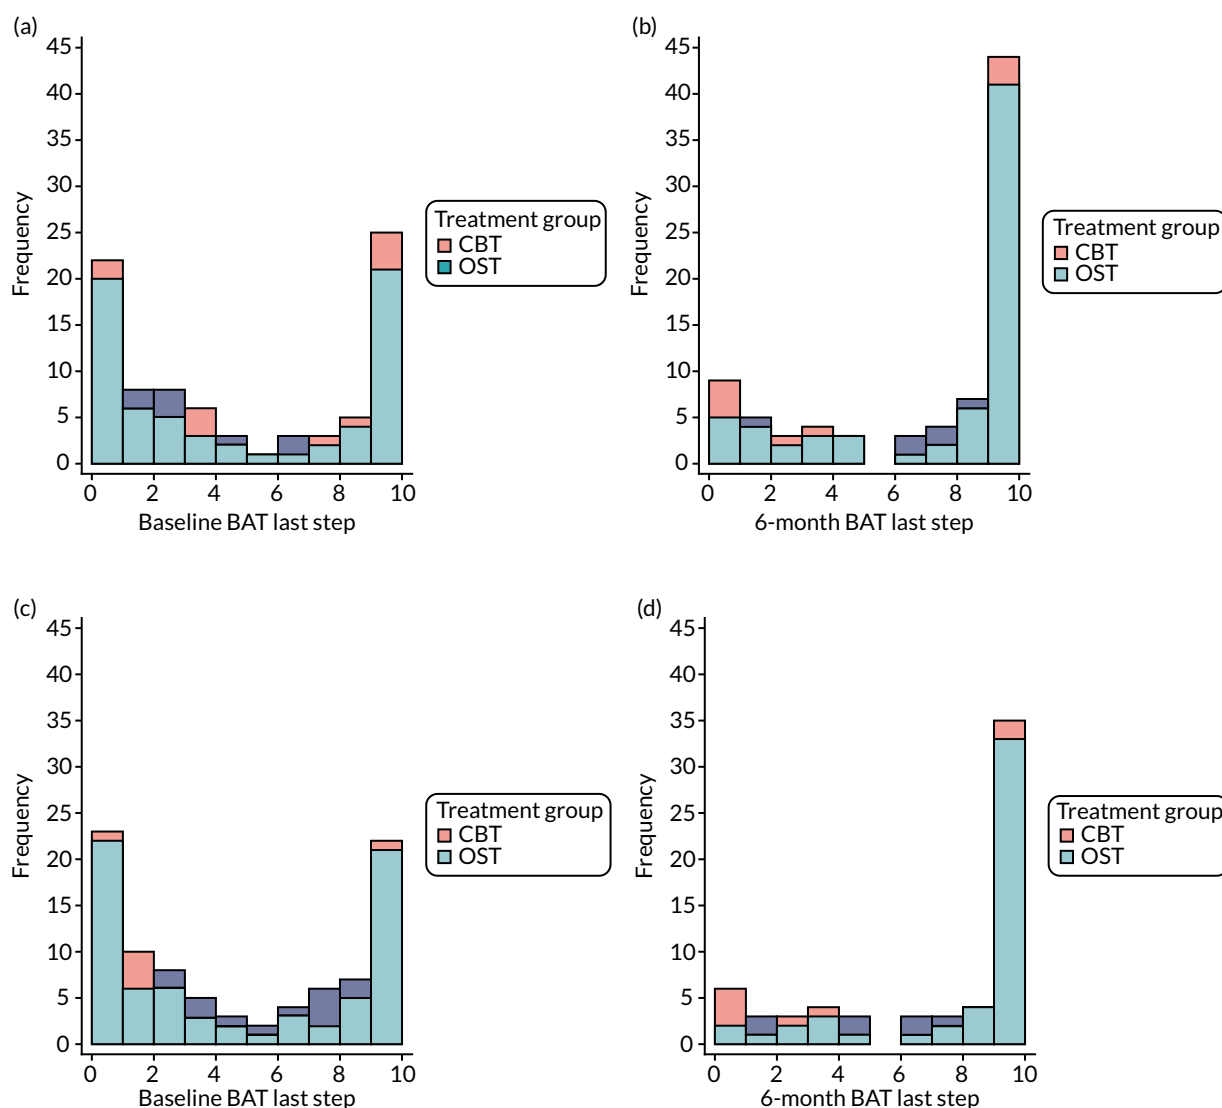 (a)
45
40
35
30
25
20
15
10
5
0
Frequency
0 2 4 6 8 10
Baseline BAT last step
Treatment group
CBT
OST
(b)
45
40
35
30
25
20
15
10
5
0
Frequency
0 2 4 6 8 10
6-month BAT last step
Treatment group
CBT
OST
(c)
45
40
35
30
25
20
15
10
5
0
Frequency
0 2 4 6 8 10
Baseline BAT last step
Treatment group
CBT
OST
(d)
45
40
35
30
25
20
15
10
5
0
Frequency
0 2 4 6 8 10
6-month BAT last step
Treatment group
CBT
OST